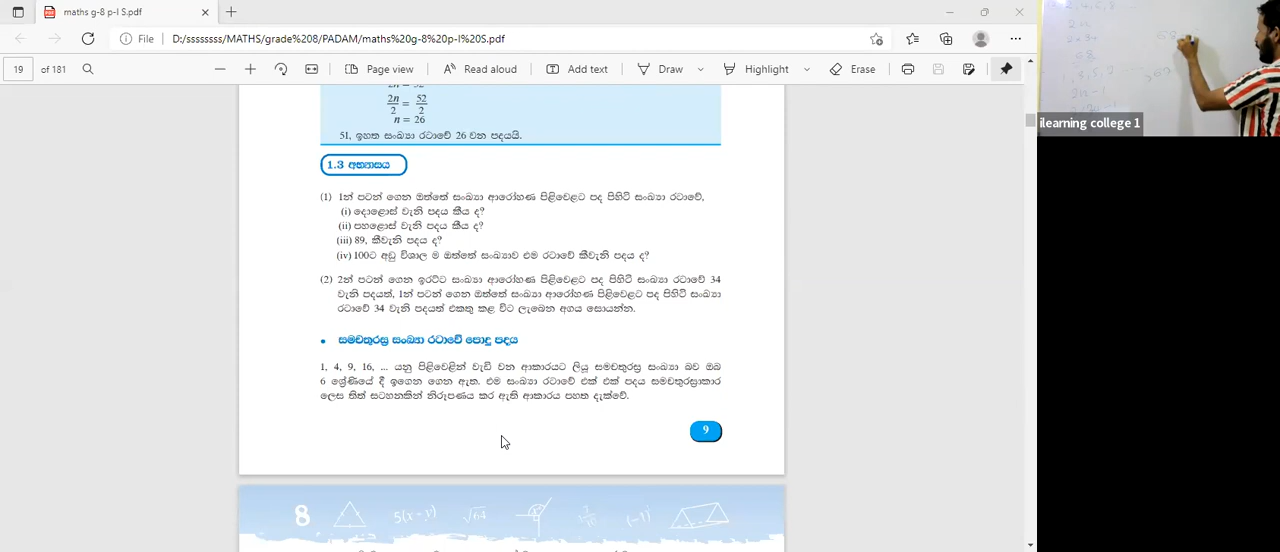 maths g-8 p-I S.pdf
File D:/ssssssss/MATHS/grade%208/PADAM/maths%20g-8%20p-I%20S.pdf
19 of 181 Page view Read aloud Add text Draw Highlight Erase
2n/2 = 52/2
n = 26
51, ඉහත සංඛ්‍යා රටාවේ 26 වන පදයයි.
1.3 අභ්‍යාසය
(1) 1න් පටන් ගෙන ඔත්තේ සංඛ්‍යා ආරෝහණ පිළිවෙළට පද පිහිටි සංඛ්‍යා රටාවේ,
(i) දොළොස් වැනි පදය කීය ද?
(ii) පහළොස් වැනි පදය කීය ද?
(iii) 89, කීවැනි පදය ද?
(iv) 100ට අඩු විශාල ම ඔත්තේ සංඛ්‍යාව එම රටාවේ කීවැනි පදය ද?
(2) 2න් පටන් ගෙන ඉරට්ට සංඛ්‍යා ආරෝහණ පිළිවෙළට පද පිහිටි සංඛ්‍යා රටාවේ 34
වැනි පදයත්, 1න් පටන් ගෙන ඔත්තේ සංඛ්‍යා ආරෝහණ පිළිවෙළට පද පිහිටි සංඛ්‍යා
රටාවේ 34 වැනි පදයත් එකතු කළ විට ලැබෙන අගය සොයන්න.
• සමචතුරස්‍ර සංඛ්‍යා රටාවේ පොදු පදය
1, 4, 9, 16, ... යනු පිළිවෙළින් වැඩි වන ආකාරයට ලියූ සමචතුරස්‍ර සංඛ්‍යා බව ඔබ
6 ශ්‍රේණියේ දී ඉගෙන ගෙන ඇත. එම සංඛ්‍යා රටාවේ එක් එක් පදය සමචතුරස්‍රාකාර
ලෙස තිත් සටහනකින් නිරූපණය කර ඇති ආකාරය පහත දැක්වේ.
9
8 5(x-y) √64 (-1)
ilearning college 1